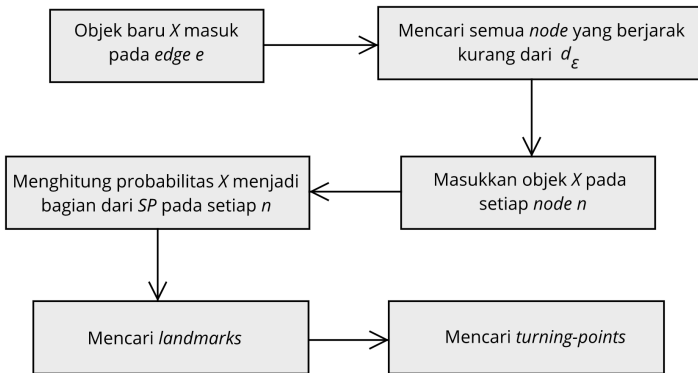 Objek baru X masuk
pada edge e
Mencari semua node yang berjarak
kurang dari d_ε
Masukkan objek X pada
setiap node n
Menghitung probabilitas X menjadi
bagian dari SP pada setiap n
Mencari landmarks
Mencari turning-points